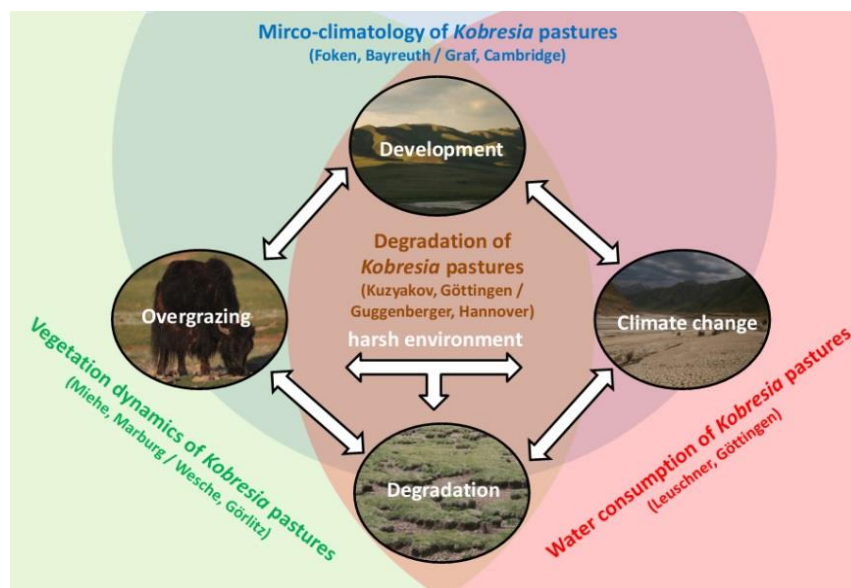 Mirco-climatology of Kobresia pastures
(Foken, Bayreuth / Graf, Cambridge)
Development
Degradation of
Kobresia pastures
(Kuzyakov, Göttingen /
Guggenberger, Hannover)
harsh environment
Overgrazing
Climate change
Degradation
Vegetation dynamics of Kobresia pastures
(Miehe, Marburg / Wesche, Görlitz)
Water consumption of Kobresia pastures
(Leuschner, Göttingen)